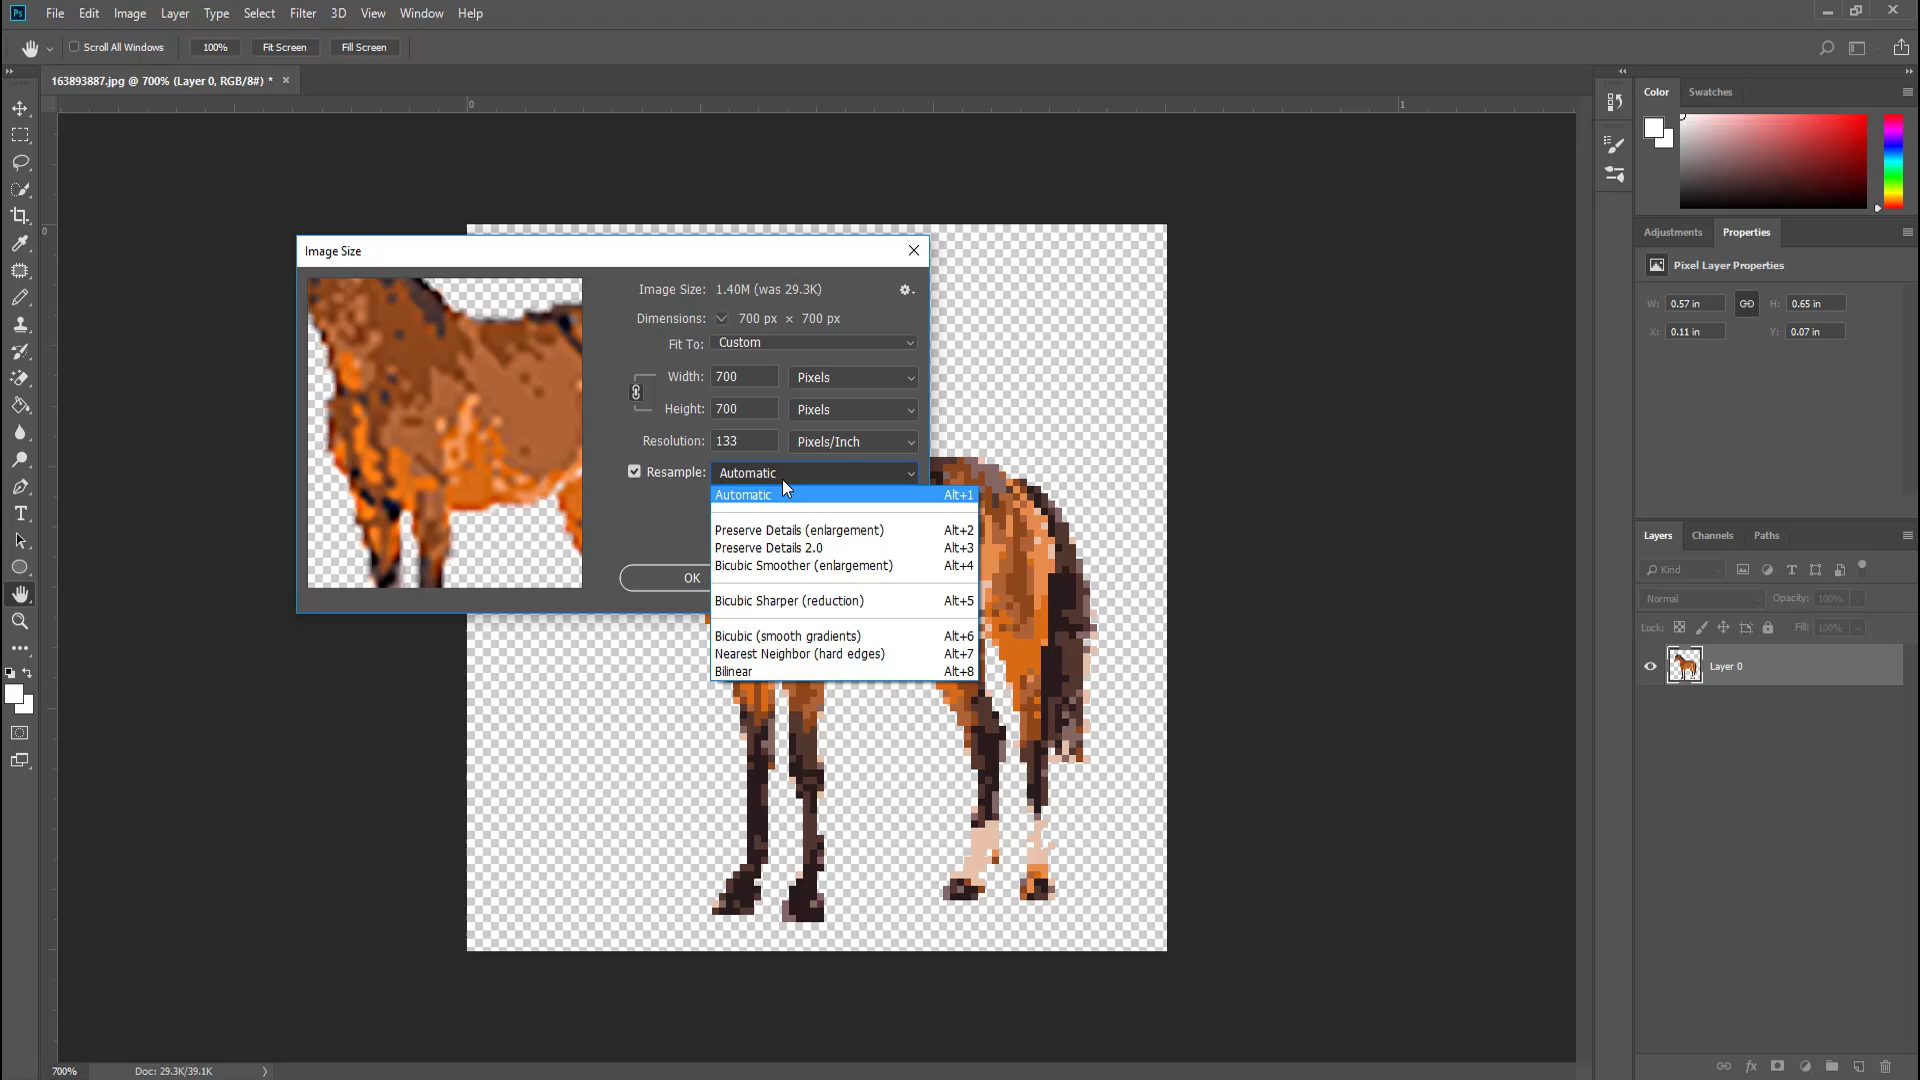 Ps File Edit Image Layer Type Select Filter 3D View Window Help
Scroll All Windows 100% Fit Screen Fill Screen
163893887.jpg @ 700% (Layer 0, RGB/8#) *
0 1
0
Image Size
Image Size: 1.40M (was 29.3K)
Dimensions: 700 px × 700 px
Fit To: Custom
Width: 700 Pixels
Height: 700 Pixels
Resolution: 133 Pixels/Inch
Resample: Automatic
Automatic Alt+1
Preserve Details (enlargement) Alt+2
Preserve Details 2.0 Alt+3
Bicubic Smoother (enlargement) Alt+4
Bicubic Sharper (reduction) Alt+5
Bicubic (smooth gradients) Alt+6
Nearest Neighbor (hard edges) Alt+7
Bilinear Alt+8
OK
Color Swatches
Adjustments Properties
Pixel Layer Properties
W: 0.57 in H: 0.65 in
X: 0.11 in Y: 0.07 in
Layers Channels Paths
Kind
Normal Opacity: 100%
Lock: Fill: 100%
Layer 0
fx
700% Doc: 29.3K/39.1K